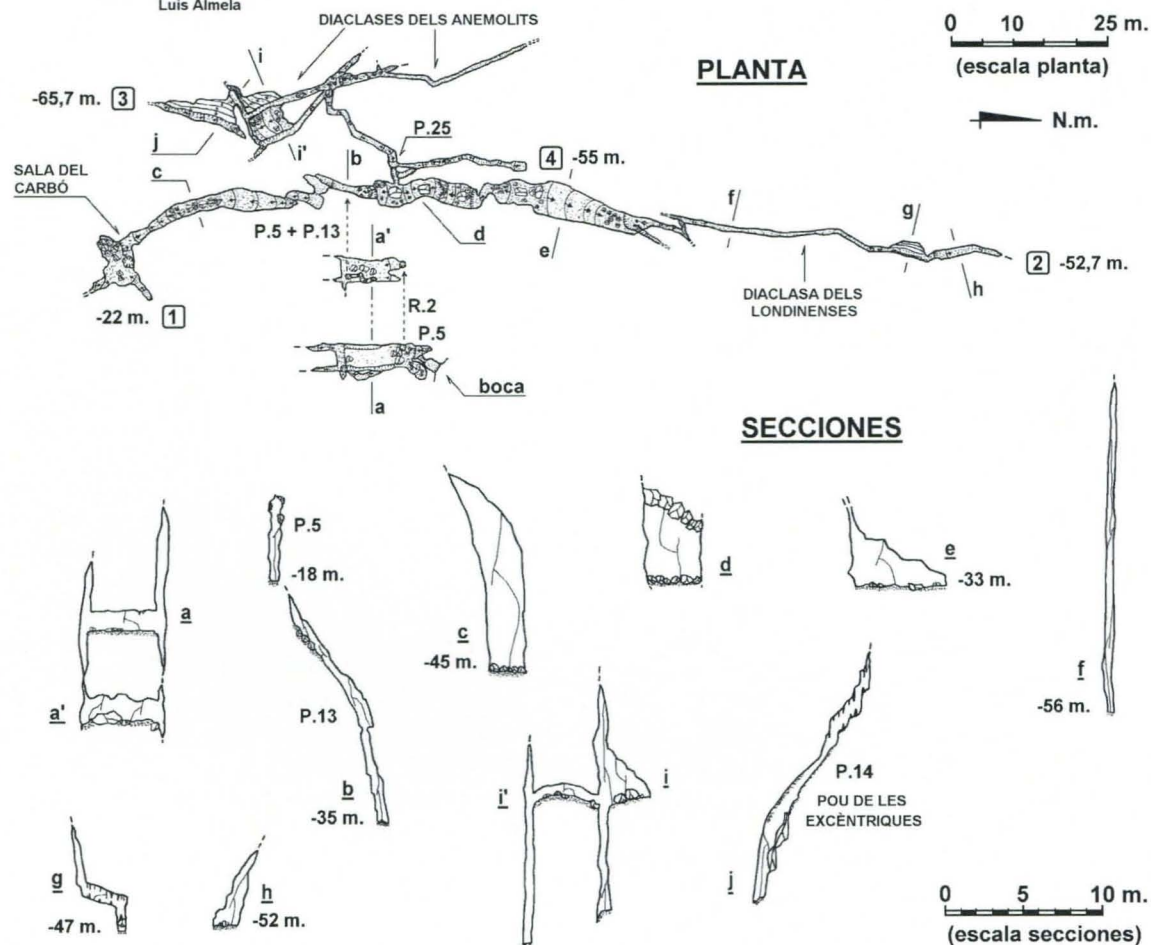 Luis Almela
DIACLASES DELS ANEMOLITS
0 10 25 m.
(escala planta)
PLANTA
N.m.
i
-65,7 m. 3
j
i'
P.25
b
4 -55 m.
SALA DEL
CARBÓ
c
f
g
P.5 + P.13
a'
d
e
2 -52,7 m.
h
DIACLASA DELS
LONDINENSES
-22 m. 1
R.2
P.5
boca
a
SECCIONES
P.5
-18 m.
a
d
e
-33 m.
c
-45 m.
f
-56 m.
a'
P.13
b
-35 m.
i'
i
P.14
POU DE LES
EXCÈNTRIQUES
j
g
-47 m.
h
-52 m.
0 5 10 m.
(escala secciones)